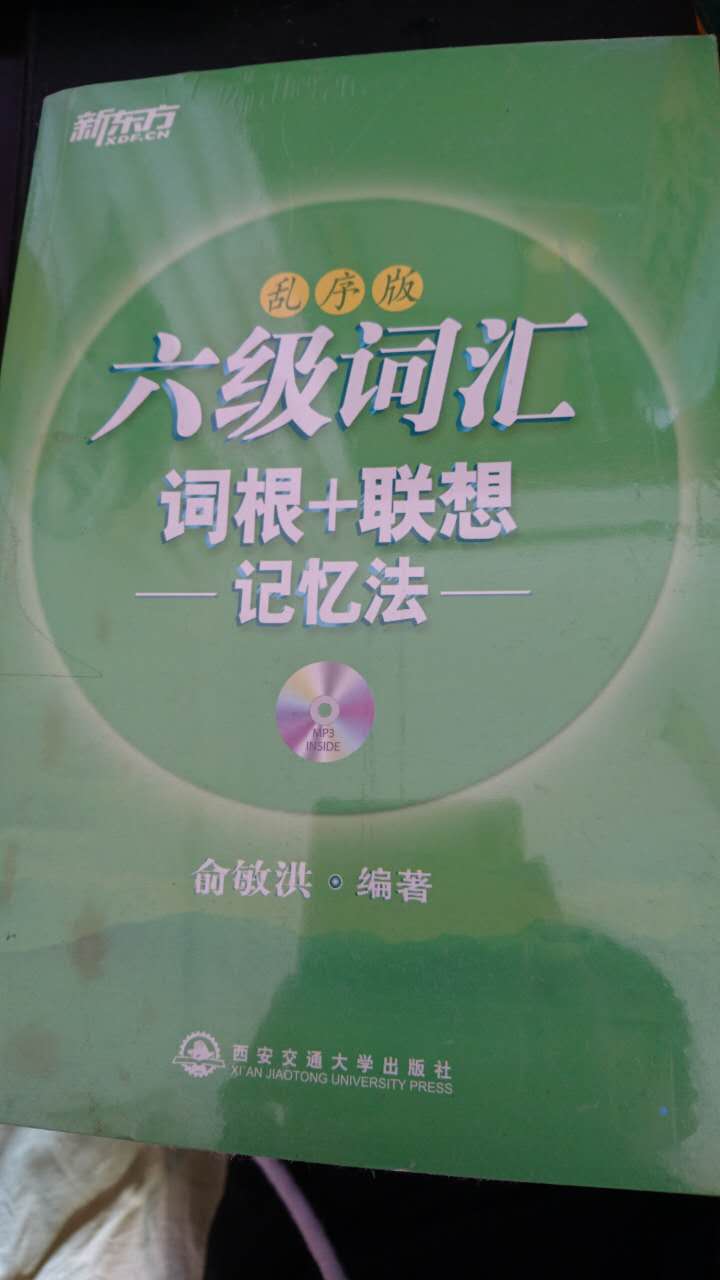 新东方
XDF.CN
乱序版
六级词汇
词根+联想
记忆法
MP3
INSIDE
俞敏洪·编著
西安交通大学出版社
XI'AN JIAOTONG UNIVERSITY PRESS